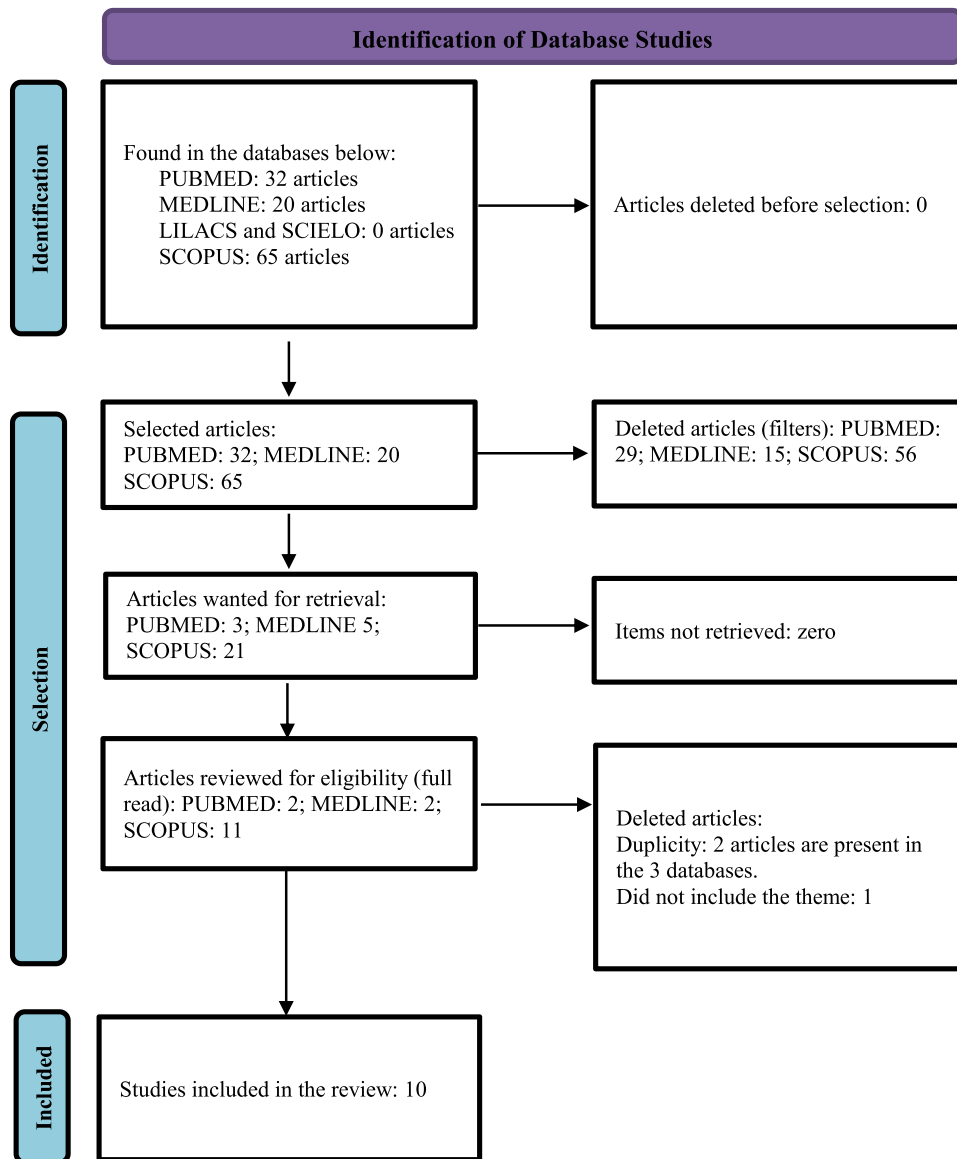 Identification of Database Studies
Identification
Found in the databases below:
PUBMED: 32 articles
MEDLINE: 20 articles
LILACS and SCIELO: 0 articles
SCOPUS: 65 articles
Articles deleted before selection: 0
Selection
Selected articles:
PUBMED: 32; MEDLINE: 20
SCOPUS: 65
Deleted articles (filters): PUBMED:
29; MEDLINE: 15; SCOPUS: 56
Articles wanted for retrieval:
PUBMED: 3; MEDLINE 5;
SCOPUS: 21
Items not retrieved: zero
Articles reviewed for eligibility (full
read): PUBMED: 2; MEDLINE: 2;
SCOPUS: 11
Deleted articles:
Duplicity: 2 articles are present in
the 3 databases.
Did not include the theme: 1
Included
Studies included in the review: 10